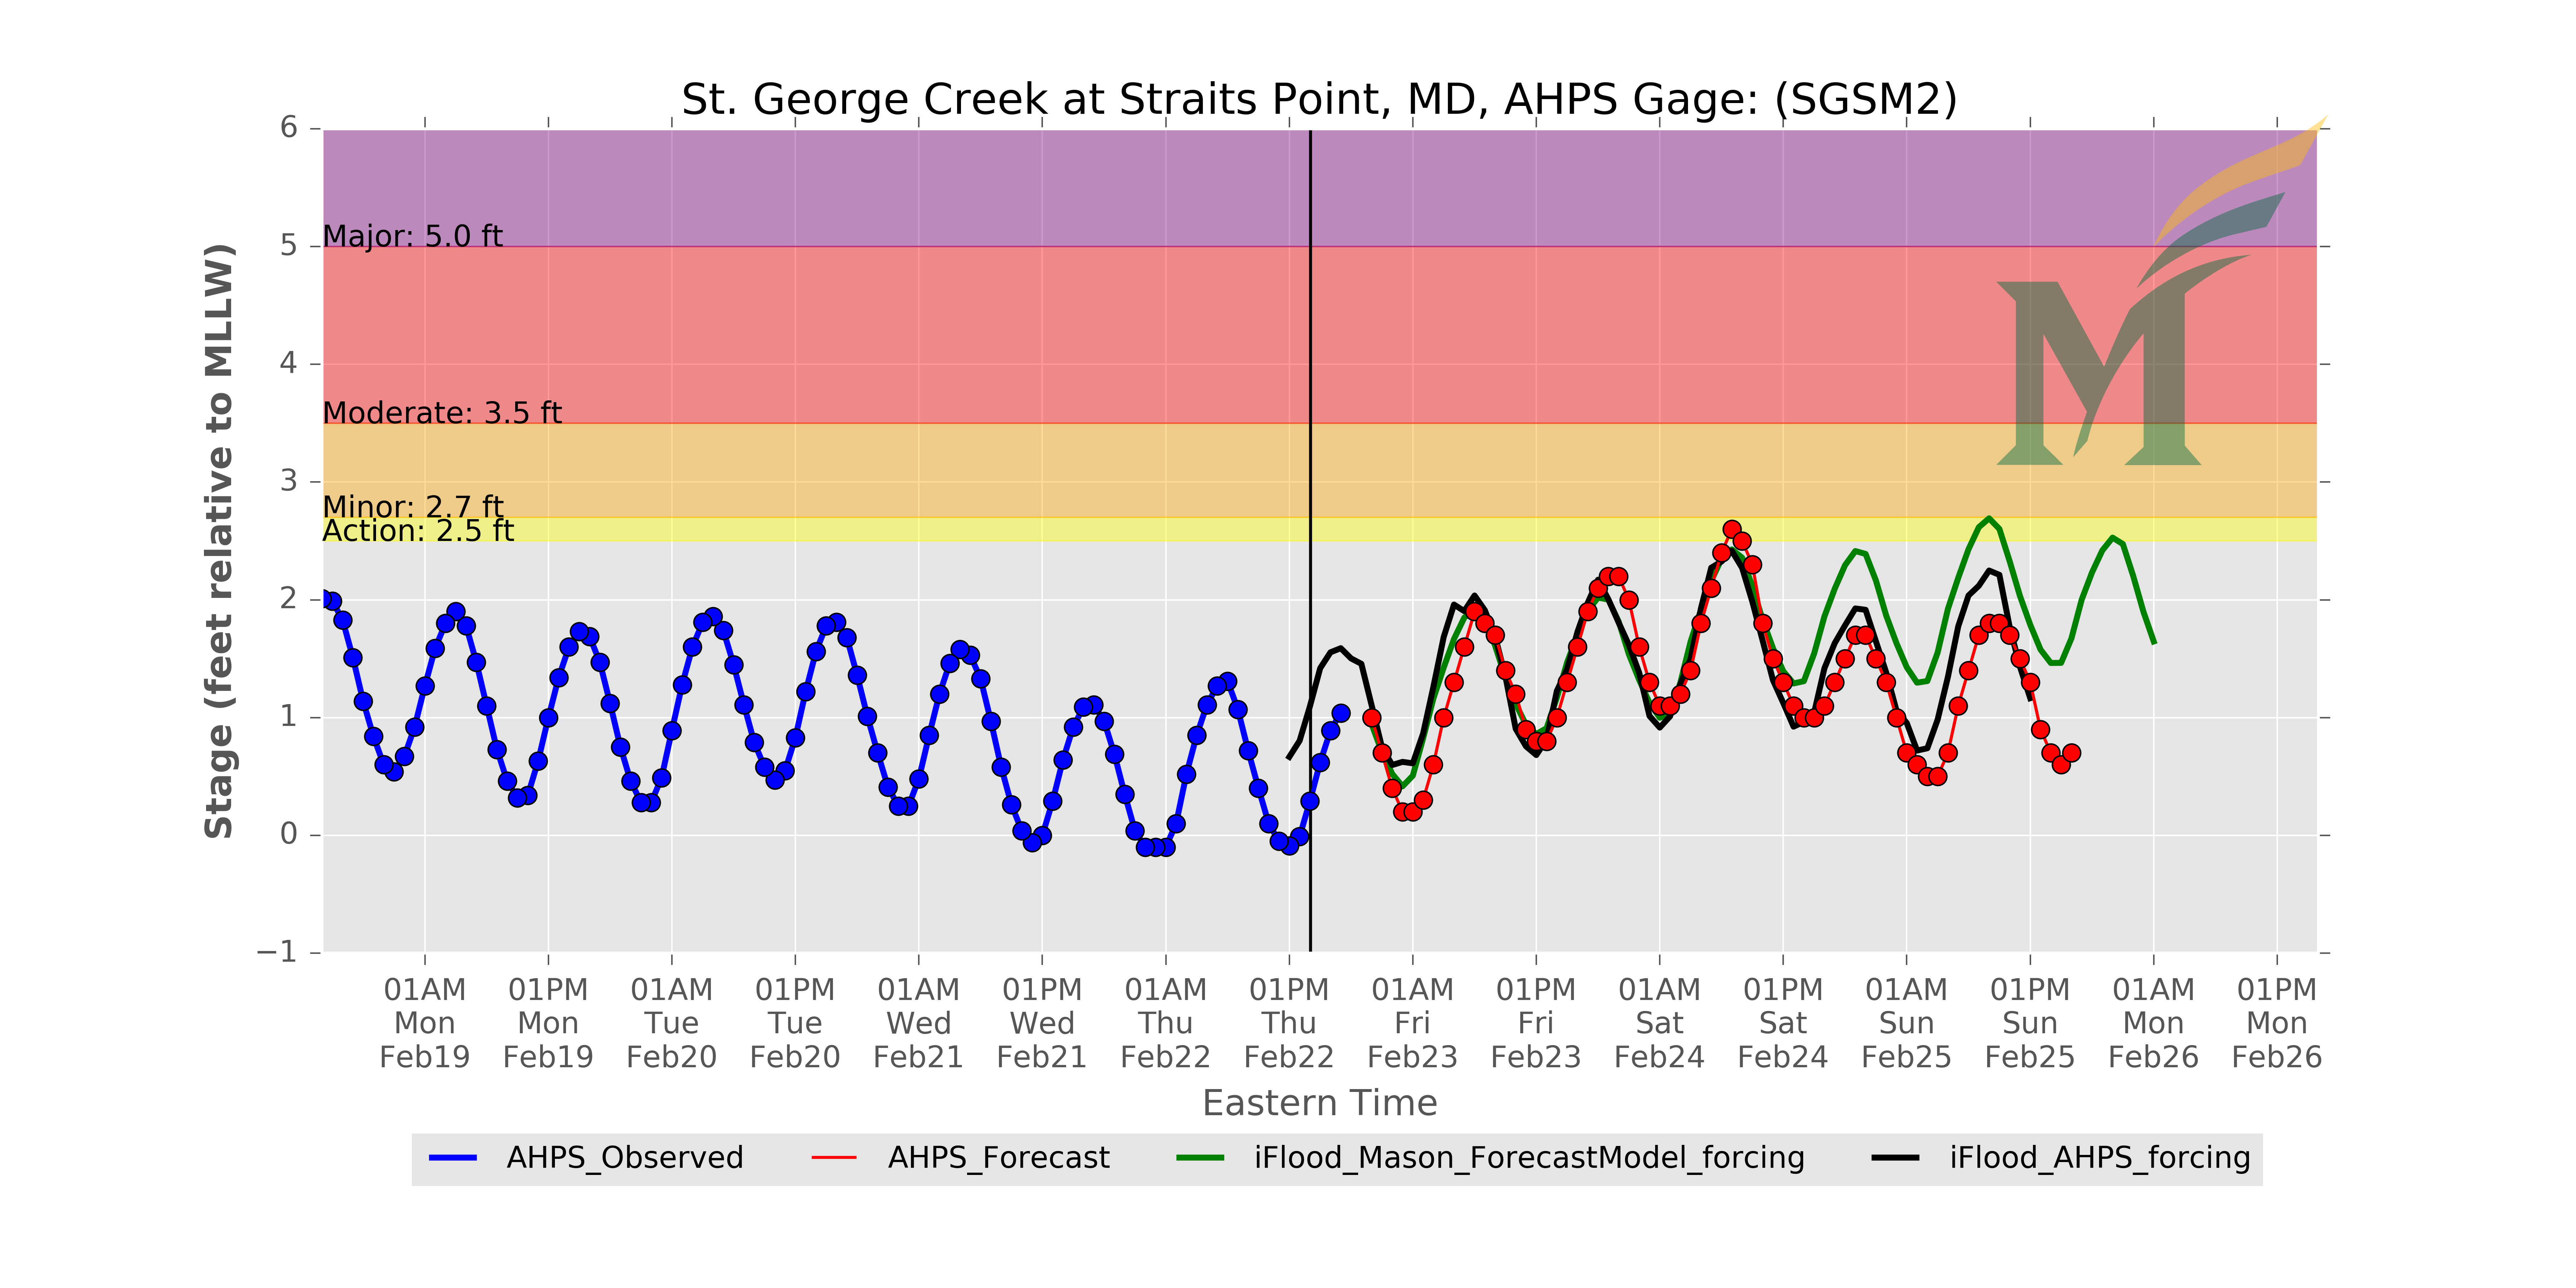 St. George Creek at Straits Point, MD, AHPS Gage: (SGSM2)
Stage (feet relative to MLLW)
6
5
4
3
2
1
0
−1
Major: 5.0 ft
Moderate: 3.5 ft
Minor: 2.7 ft
Action: 2.5 ft
01AM 01PM 01AM 01PM 01AM 01PM 01AM 01PM 01AM 01PM 01AM 01PM 01AM 01PM 01AM 01PM
Mon Mon Tue Tue Wed Wed Thu Thu Fri Fri Sat Sat Sun Sun Mon Mon
Feb19 Feb19 Feb20 Feb20 Feb21 Feb21 Feb22 Feb22 Feb23 Feb23 Feb24 Feb24 Feb25 Feb25 Feb26 Feb26
Eastern Time
AHPS_Observed AHPS_Forecast iFlood_Mason_ForecastModel_forcing iFlood_AHPS_forcing